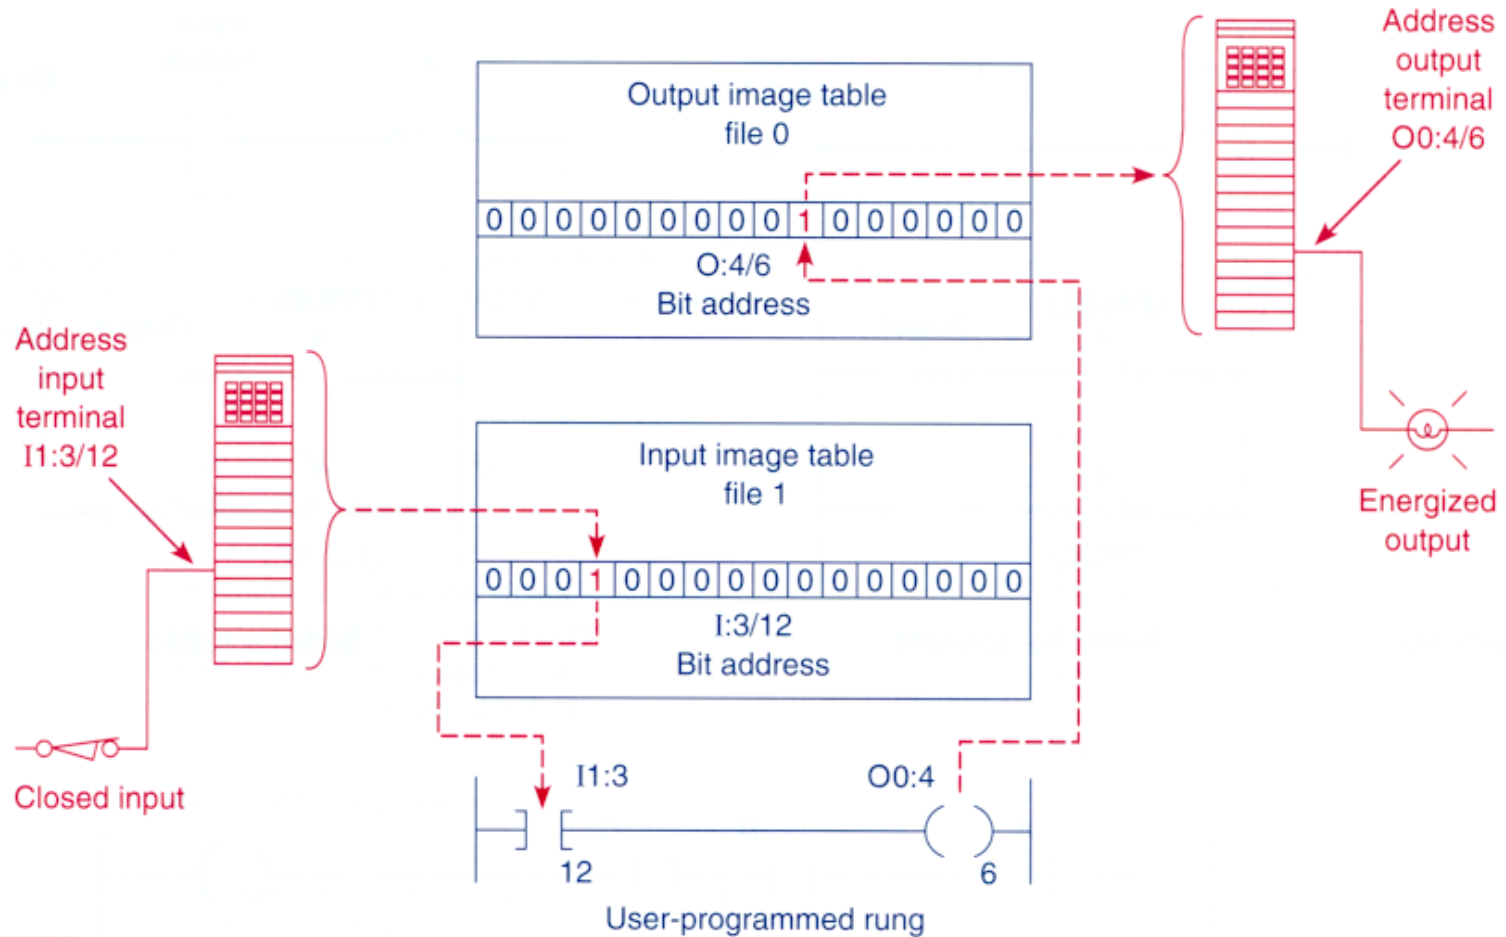 Address
output
terminal
O0:4/6
Output image table
file 0
0 0 0 0 0 0 0 0 0 1 0 0 0 0 0 0
O:4/6
Bit address
Address
input
terminal
I1:3/12
Input image table
file 1
0 0 0 1 0 0 0 0 0 0 0 0 0 0 0 0
I:3/12
Bit address
Energized
output
Closed input
I1:3
O0:4
12
6
User-programmed rung